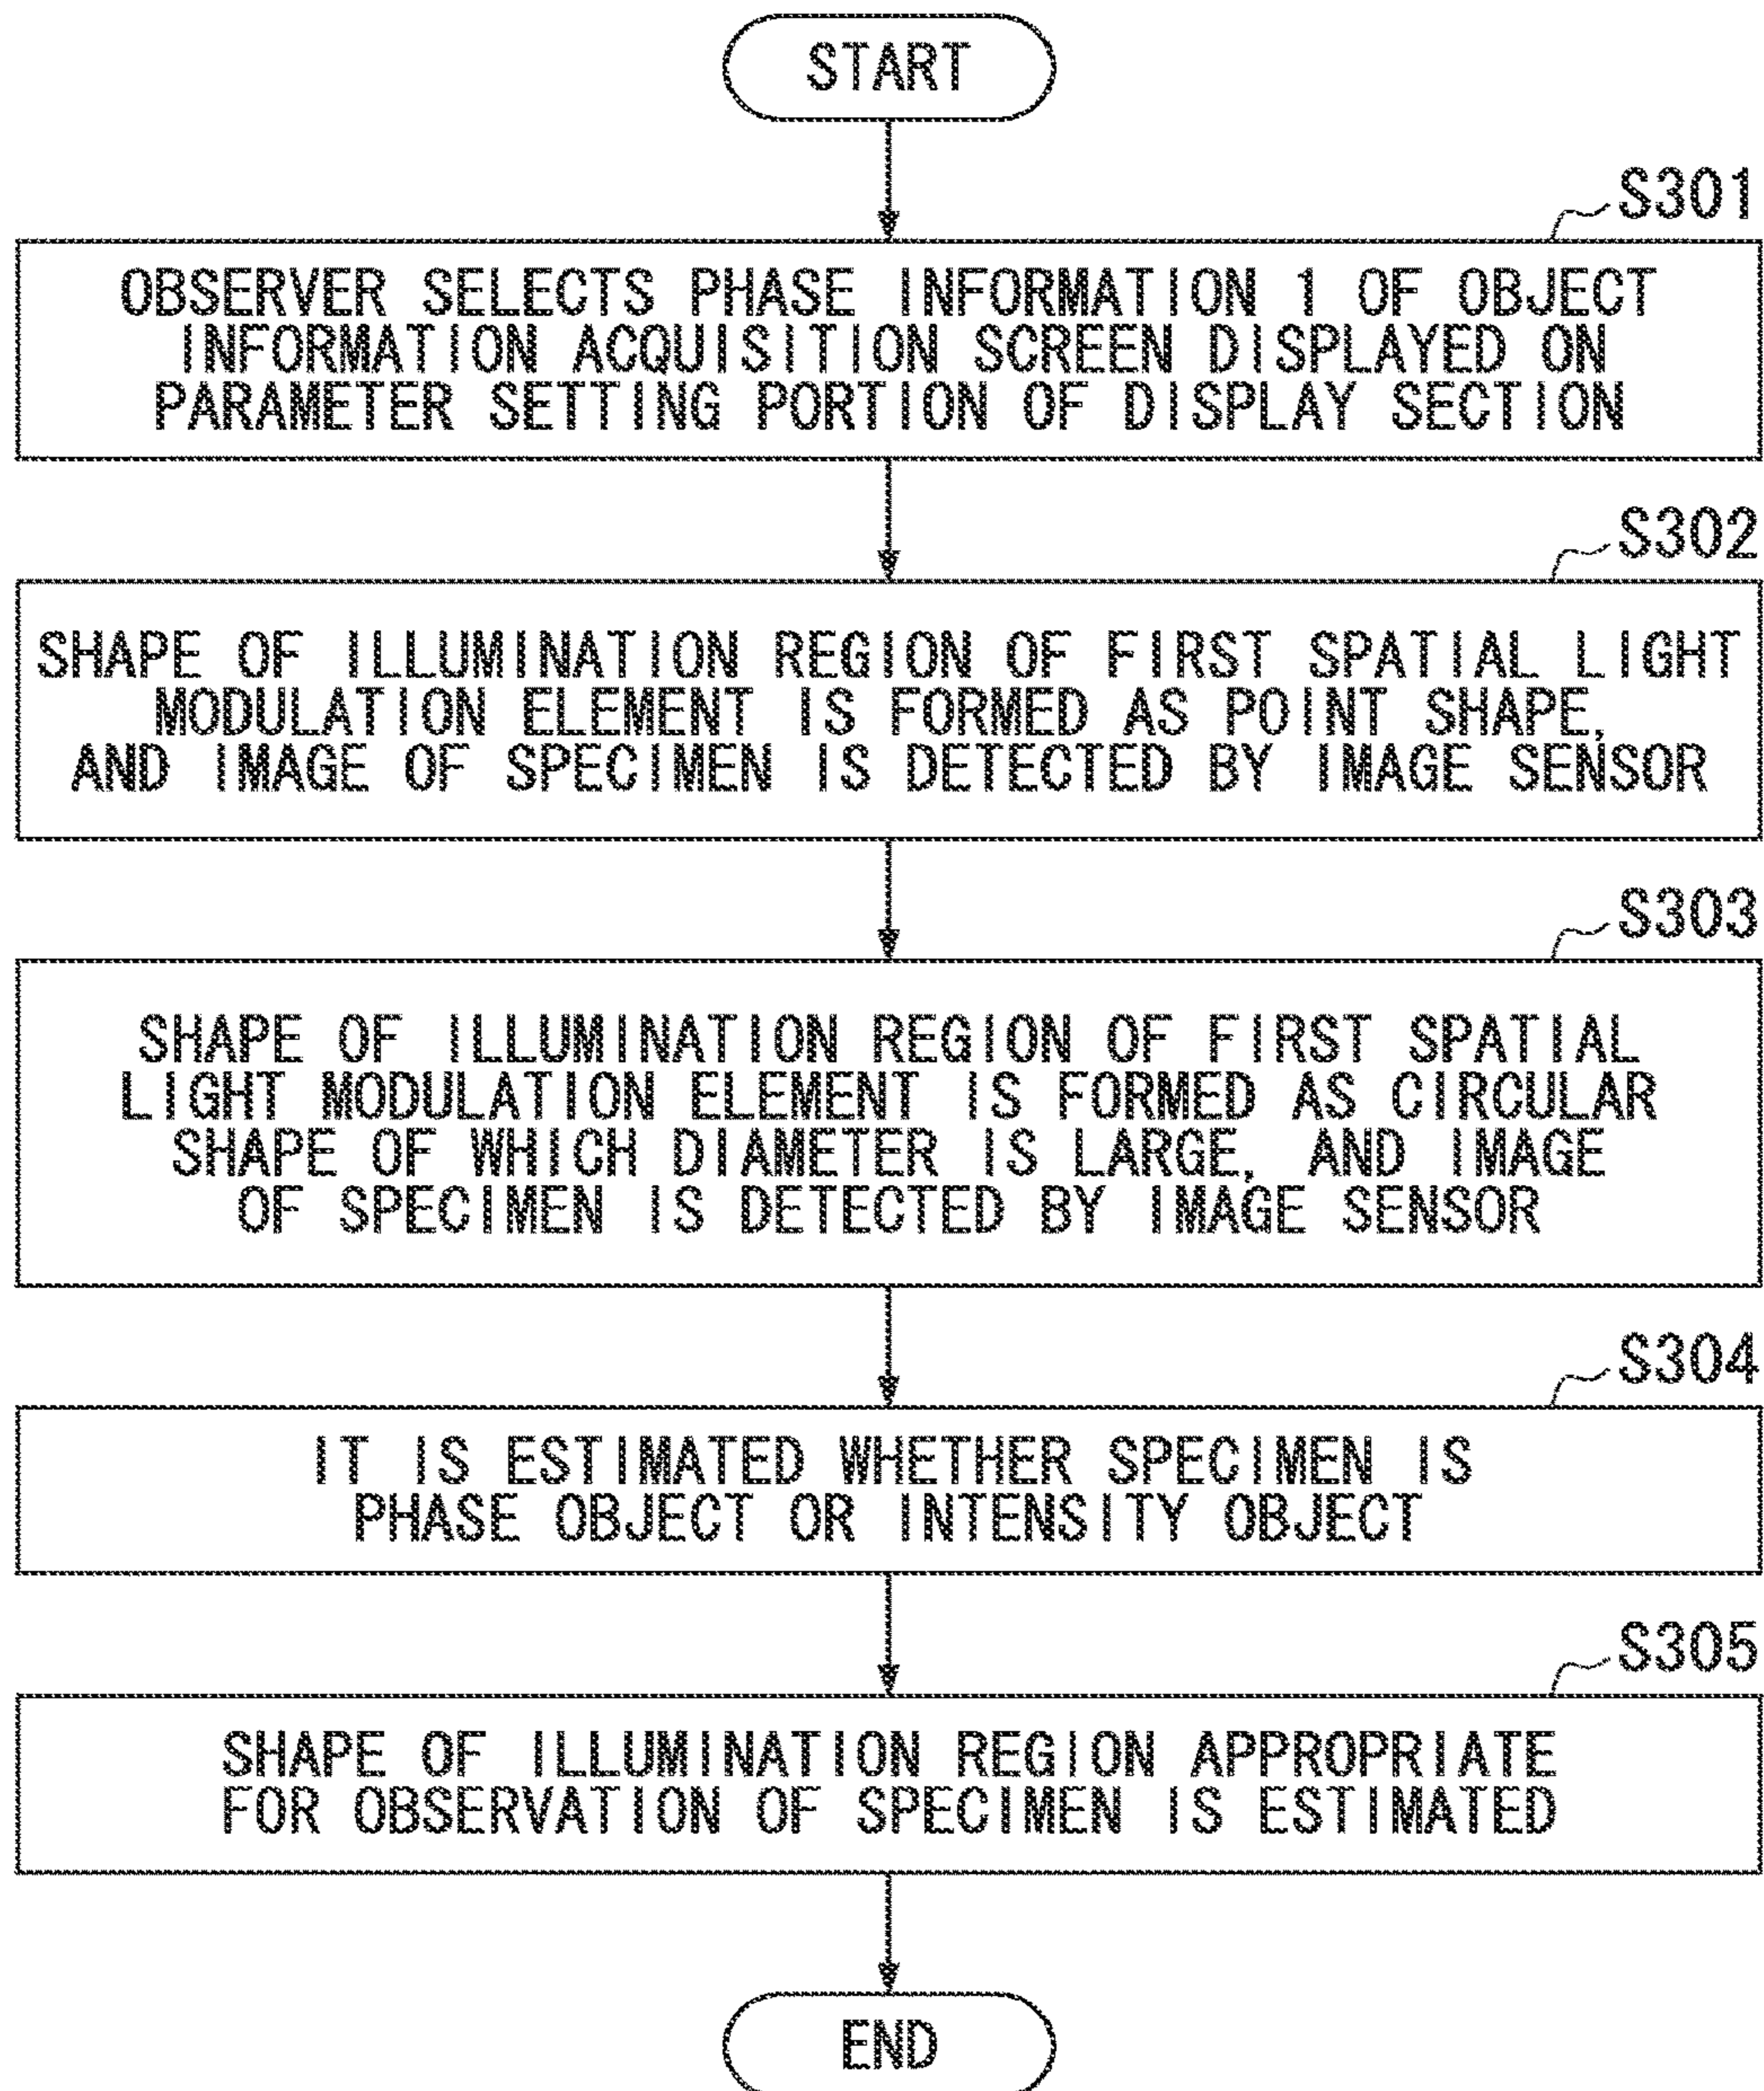 START
S301
OBSERVER SELECTS PHASE INFORMATION 1 OF OBJECT
INFORMATION ACQUISITION SCREEN DISPLAYED ON
PARAMETER SETTING PORTION OF DISPLAY SECTION
S302
SHAPE OF ILLUMINATION REGION OF FIRST SPATIAL LIGHT
MODULATION ELEMENT IS FORMED AS POINT SHAPE,
AND IMAGE OF SPECIMEN IS DETECTED BY IMAGE SENSOR
S303
SHAPE OF ILLUMINATION REGION OF FIRST SPATIAL
LIGHT MODULATION ELEMENT IS FORMED AS CIRCULAR
SHAPE OF WHICH DIAMETER IS LARGE, AND IMAGE
OF SPECIMEN IS DETECTED BY IMAGE SENSOR
S304
IT IS ESTIMATED WHETHER SPECIMEN IS
PHASE OBJECT OR INTENSITY OBJECT
S305
SHAPE OF ILLUMINATION REGION APPROPRIATE
FOR OBSERVATION OF SPECIMEN IS ESTIMATED
END